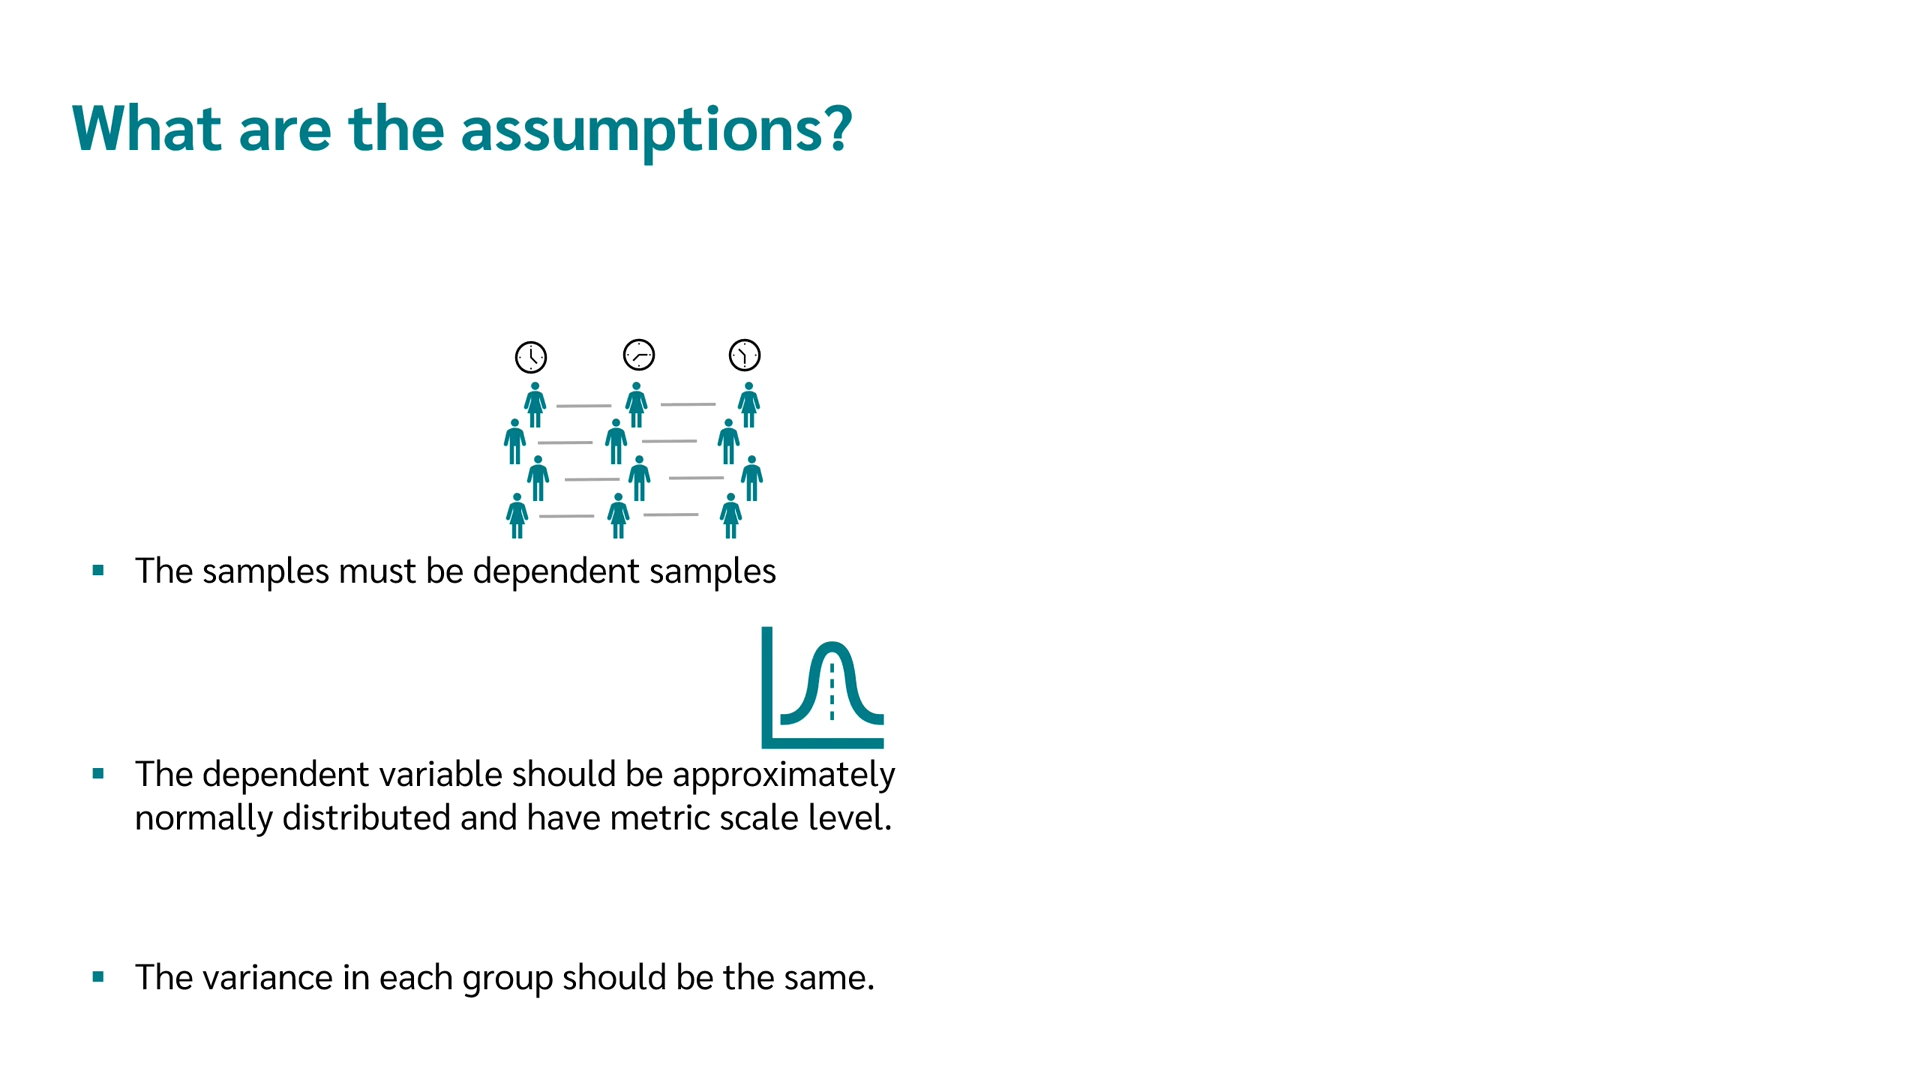 What are the assumptions?
▪ The samples must be dependent samples
▪ The dependent variable should be approximately
normally distributed and have metric scale level.
▪ The variance in each group should be the same.